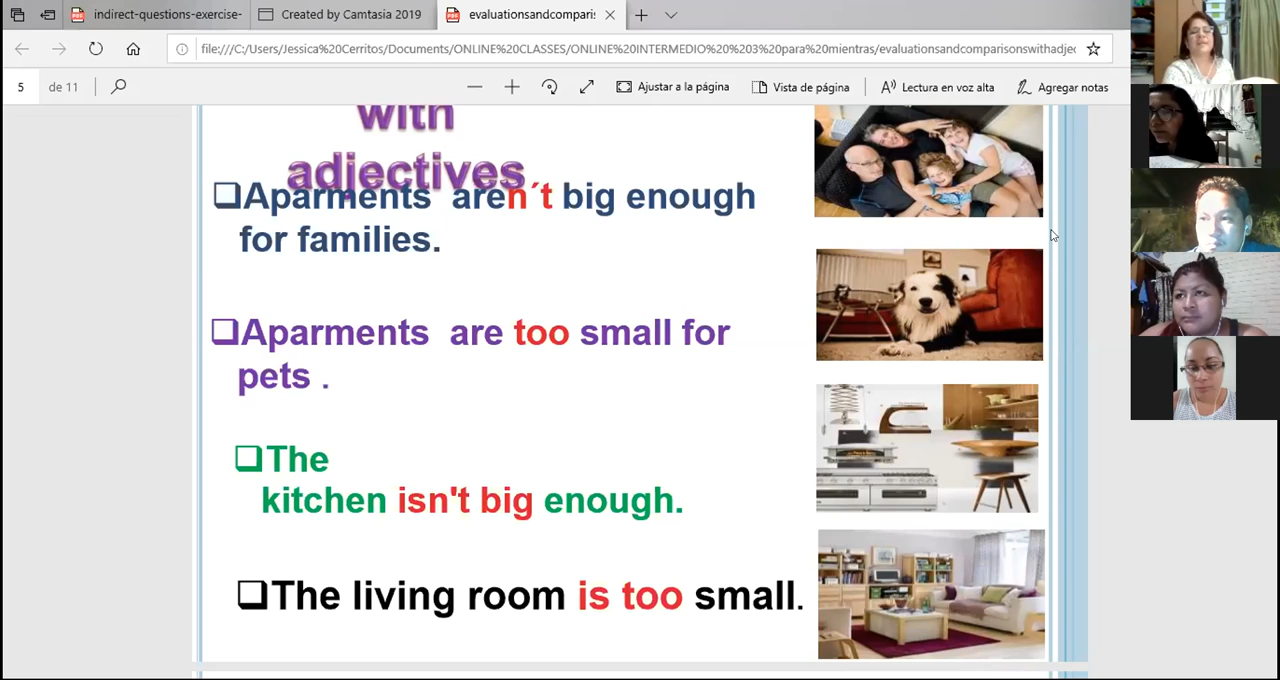 indirect-questions-exercise-
Created by Camtasia 2019
evaluationsandcomparis
file:///C:/Users/Jessica%20Cerritos/Documents/ONLINE%20CLASSES/ONLINE%20INTERMEDIO%20%203%20para%20mientras/evaluationsandcomparisonswithadjec
5
de 11
Ajustar a la página
Vista de página
Lectura en voz alta
Agregar notas
with
adjectives
Aparments aren´t big enough
for families.
Aparments are too small for
pets .
The
kitchen isn't big enough.
The living room is too small.